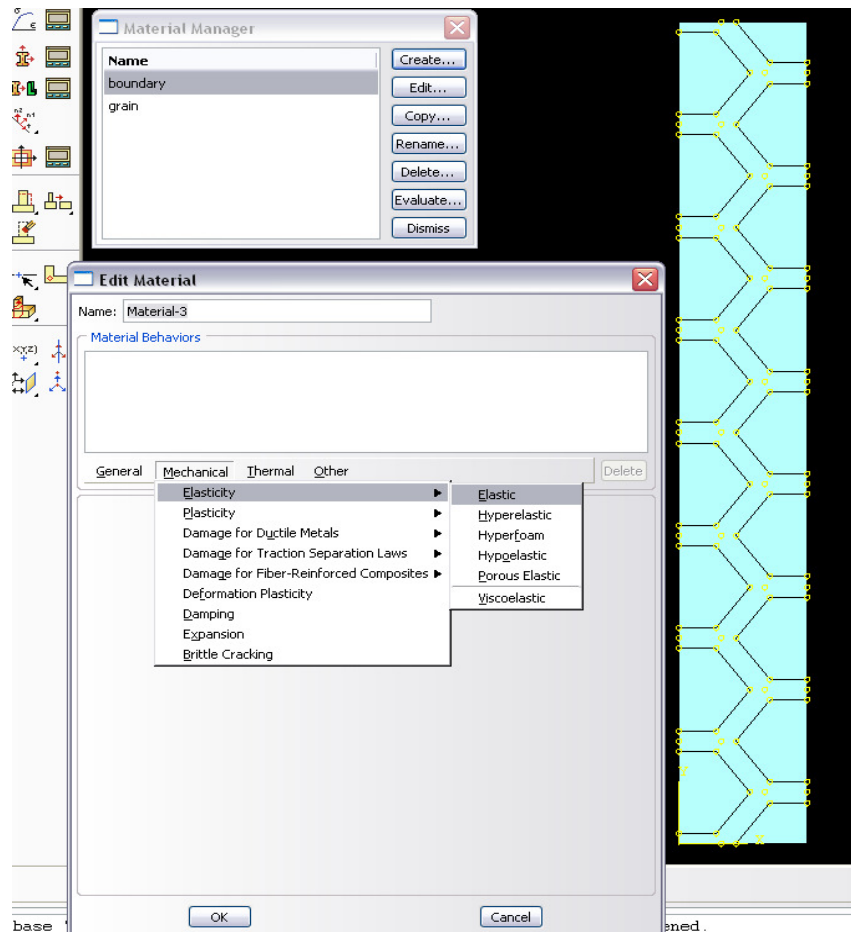 σ
ε
Material Manager
Name
boundary
grain
Create...
Edit...
Copy...
Rename...
Delete...
Evaluate...
Dismiss
n2 n1
t
Edit Material
Name: Material-3
(XYZ)
Material Behaviors
General Mechanical Thermal Other Delete
Elasticity
Plasticity
Damage for Ductile Metals
Damage for Traction Separation Laws
Damage for Fiber-Reinforced Composites
Deformation Plasticity
Damping
Expansion
Brittle Cracking
Elastic
Hyperelastic
Hyperfoam
Hypoelastic
Porous Elastic
Viscoelastic
Y
X
OK Cancel
base
ened.